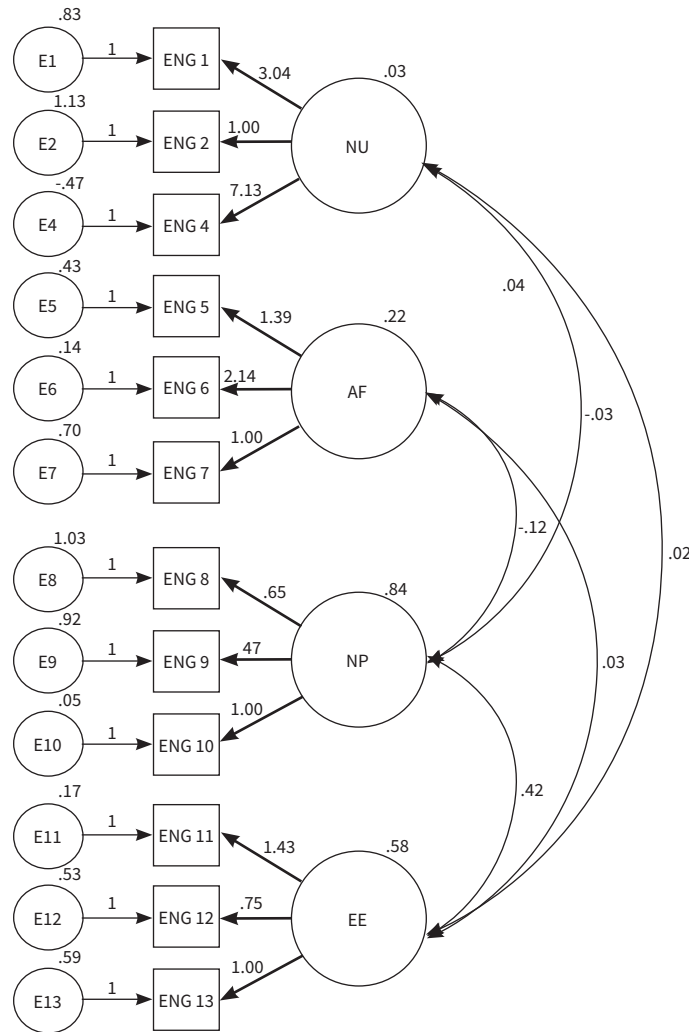 .83
E1
1
ENG 1
3.04
.03
1.13
E2
1
ENG 2
1.00
NU
-.47
E4
1
ENG 4
7.13
.04
.43
E5
1
ENG 5
1.39
.22
.14
E6
1
ENG 6
2.14
AF
-.03
.70
E7
1
ENG 7
1.00
-.12
.02
1.03
E8
1
ENG 8
.65
.84
.92
E9
1
ENG 9
47
NP
.03
.05
E10
1
ENG 10
1.00
.42
.17
E11
1
ENG 11
1.43
.58
.53
E12
1
ENG 12
.75
EE
.59
E13
1
ENG 13
1.00